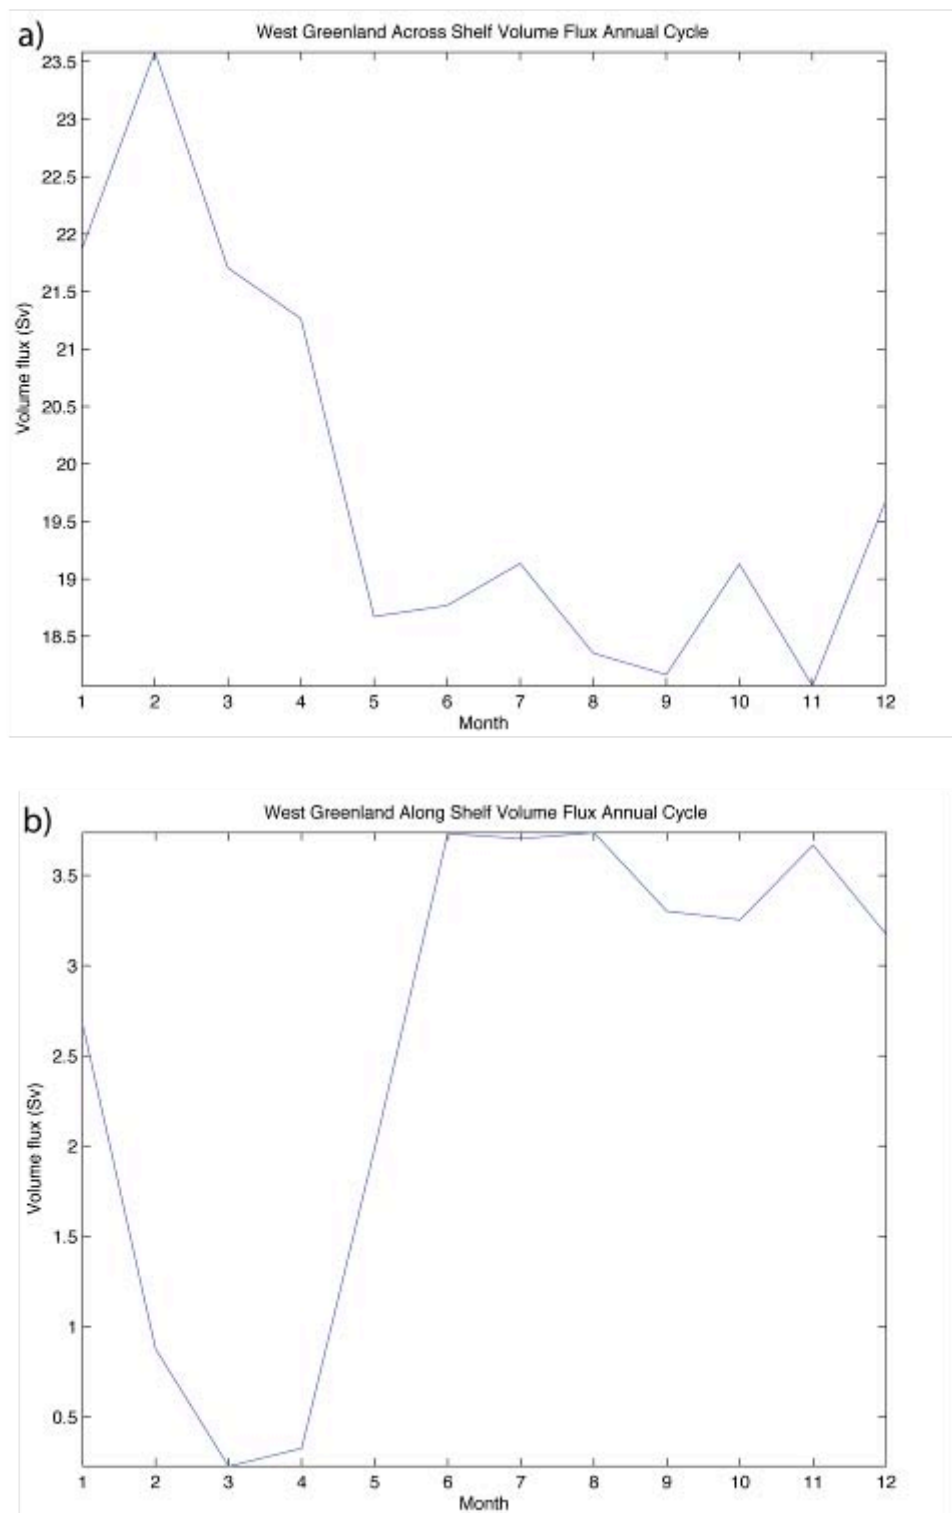 a)
West Greenland Across Shelf Volume Flux Annual Cycle
23.5
23
22.5
22
21.5
21
20.5
20
19.5
19
18.5
Volume flux (Sv)
1 2 3 4 5 6 7 8 9 10 11 12
Month
b)
West Greenland Along Shelf Volume Flux Annual Cycle
3.5
3
2.5
2
1.5
1
0.5
Volume flux (Sv)
1 2 3 4 5 6 7 8 9 10 11 12
Month